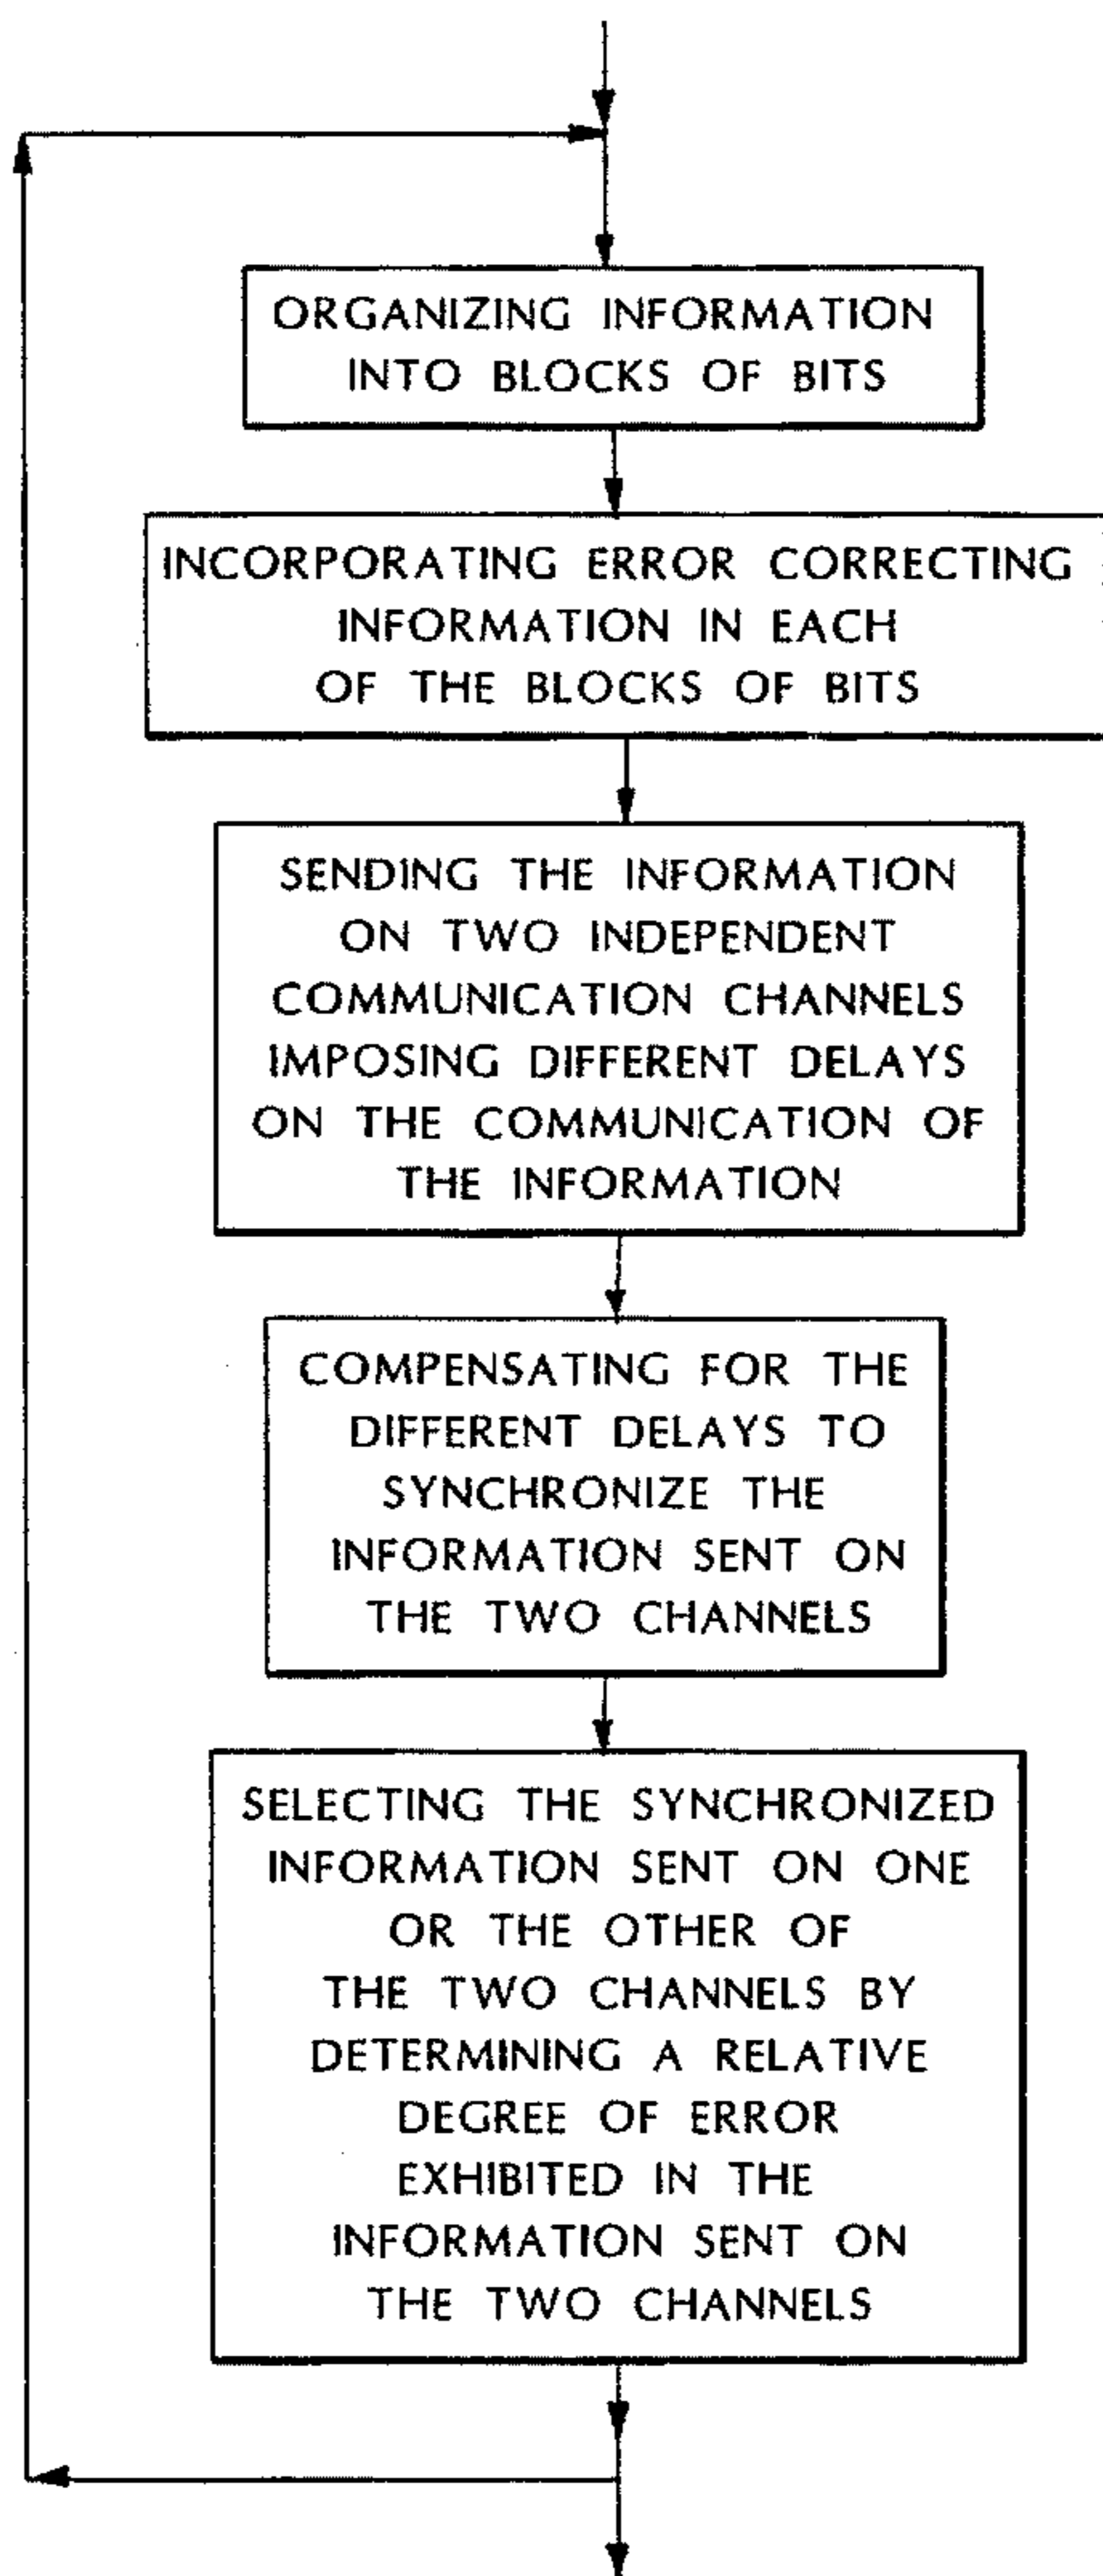 ORGANIZING INFORMATION
INTO BLOCKS OF BITS
INCORPORATING ERROR CORRECTING
INFORMATION IN EACH
OF THE BLOCKS OF BITS
SENDING THE INFORMATION
ON TWO INDEPENDENT
COMMUNICATION CHANNELS
IMPOSING DIFFERENT DELAYS
ON THE COMMUNICATION OF
THE INFORMATION
COMPENSATING FOR THE
DIFFERENT DELAYS TO
SYNCHRONIZE THE
INFORMATION SENT ON
THE TWO CHANNELS
SELECTING THE SYNCHRONIZED
INFORMATION SENT ON ONE
OR THE OTHER OF
THE TWO CHANNELS BY
DETERMINING A RELATIVE
DEGREE OF ERROR
EXHIBITED IN THE
INFORMATION SENT ON
THE TWO CHANNELS